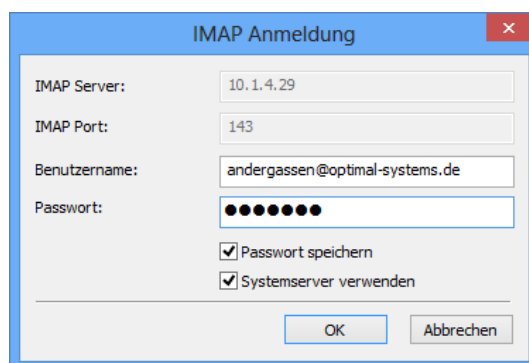 IMAP Anmeldung
IMAP Server: 10.1.4.29
IMAP Port: 143
Benutzername: andergassen@optimal-systems.de
Passwort: ●●●●●●●
Passwort speichern
Systemserver verwenden
OK Abbrechen